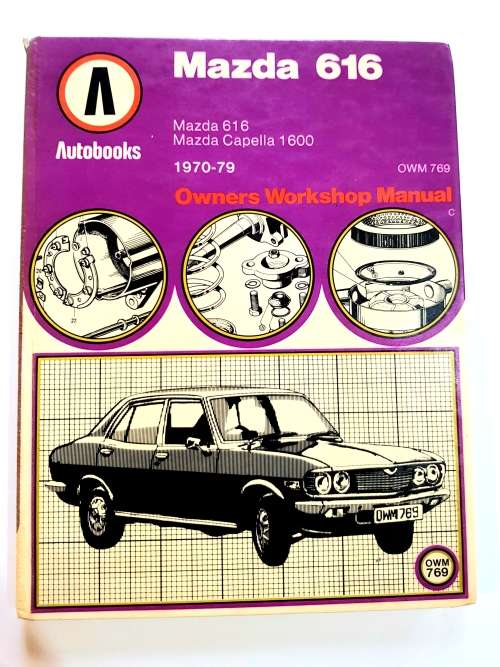 Mazda 616
Autobooks
Mazda 616
Mazda Capella 1600
1970-79
OWM 769
Owners Workshop Manual
C
OWM 769
OWM
769